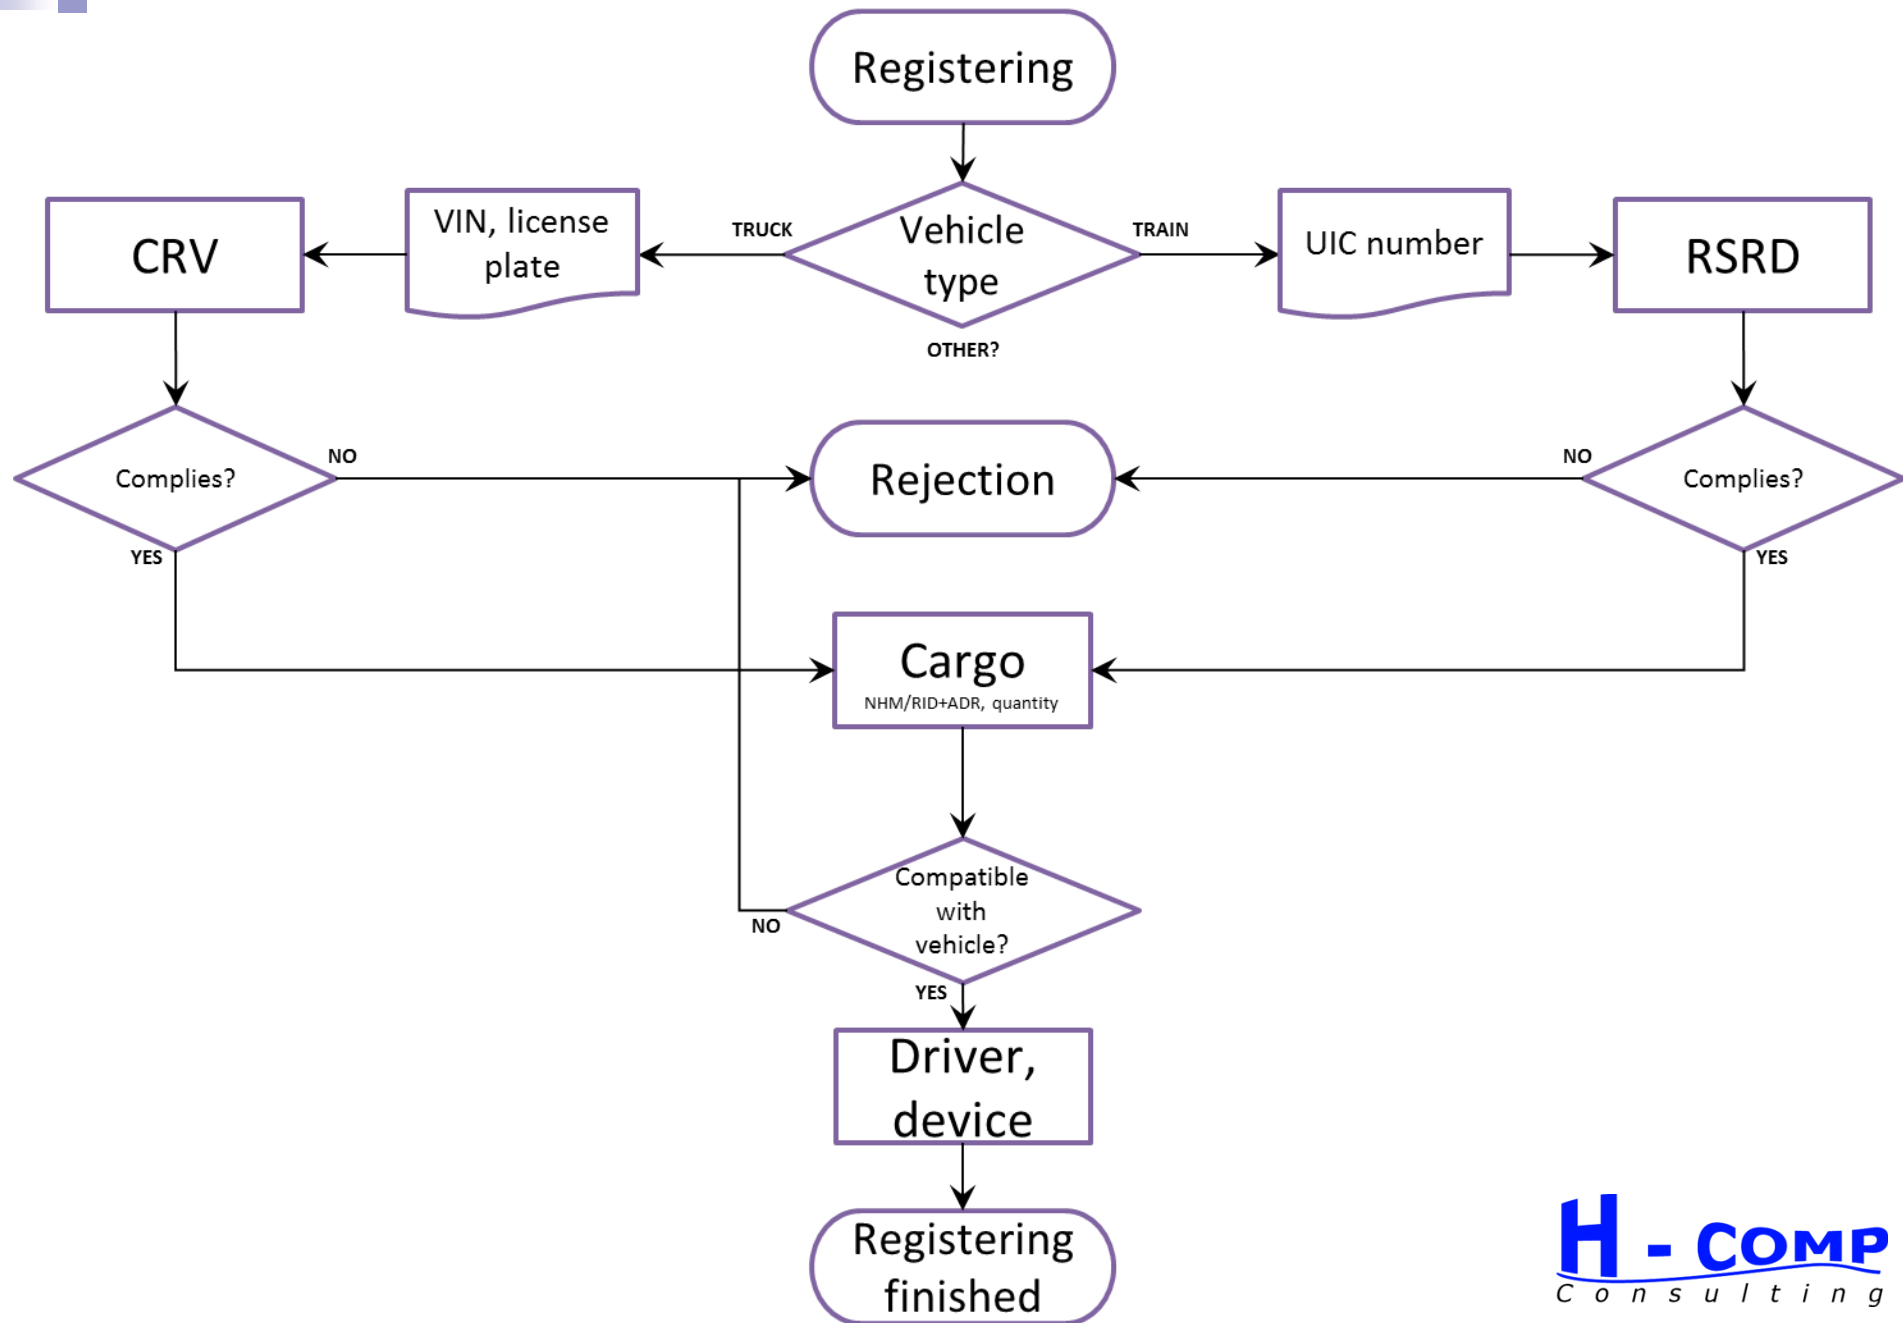 Registering
CRV
VIN, license
plate
TRUCK
Vehicle
type
TRAIN
UIC number
RSRD
OTHER?
Complies?
NO
Rejection
NO
Complies?
YES
YES
Cargo
NHM/RID+ADR, quantity
Compatible
with
vehicle?
NO
YES
Driver,
device
Registering
finished
H - COMP
Consulting